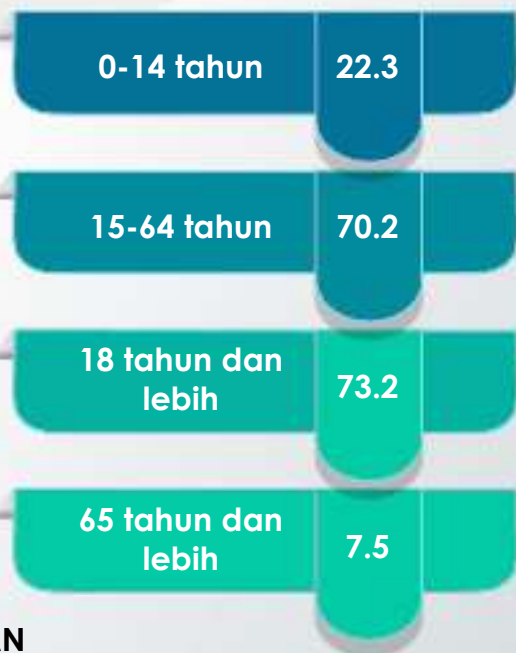 0-14 tahun 22.3
15-64 tahun 70.2
18 tahun dan
lebih 73.2
65 tahun dan
lebih 7.5